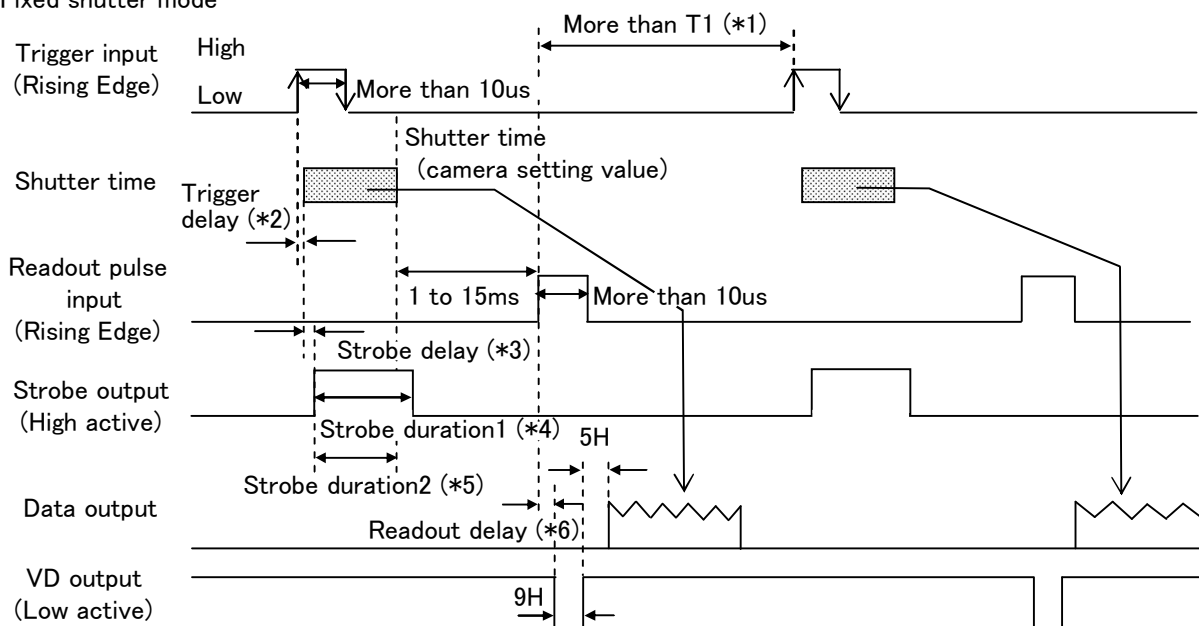 Fixed shutter mode
More than T1 (*1)
Trigger input
(Rising Edge)
High
Low
More than 10us
Shutter time
(camera setting value)
Shutter time
Trigger
delay (*2)
Readout pulse
input
(Rising Edge)
1 to 15ms
More than 10us
Strobe delay (*3)
Strobe output
(High active)
Strobe duration1 (*4)
5H
Strobe duration2 (*5)
Data output
Readout delay (*6)
VD output
(Low active)
9H